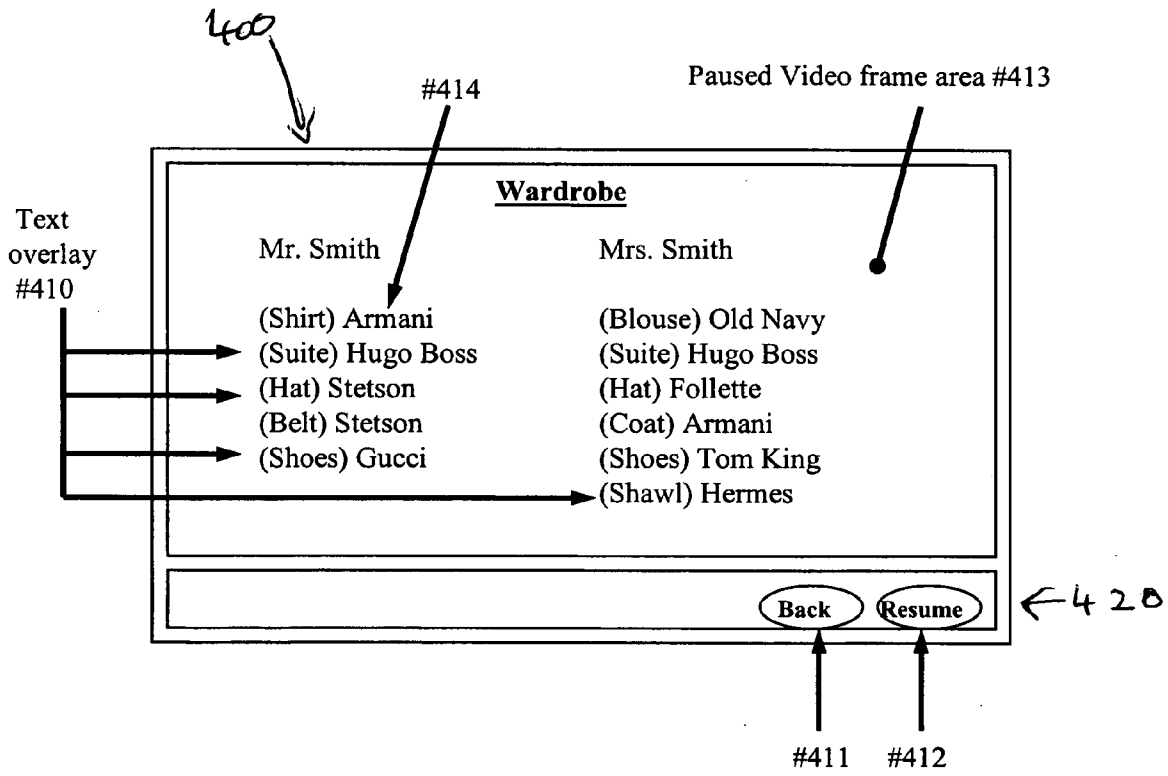 400
#414
Paused Video frame area #413
Text
overlay
#410
Wardrobe
Mr. Smith
(Shirt) Armani
(Suite) Hugo Boss
(Hat) Stetson
(Belt) Stetson
(Shoes) Gucci
Mrs. Smith
(Blouse) Old Navy
(Suite) Hugo Boss
(Hat) Follette
(Coat) Armani
(Shoes) Tom King
(Shawl) Hermes
Back
Resume
420
#411
#412